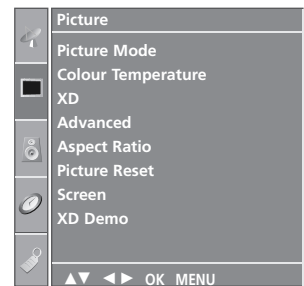 Picture
Picture Mode
Colour Temperature
XD
Advanced
Aspect Ratio
Picture Reset
Screen
XD Demo
▲▼ ◄► OK MENU